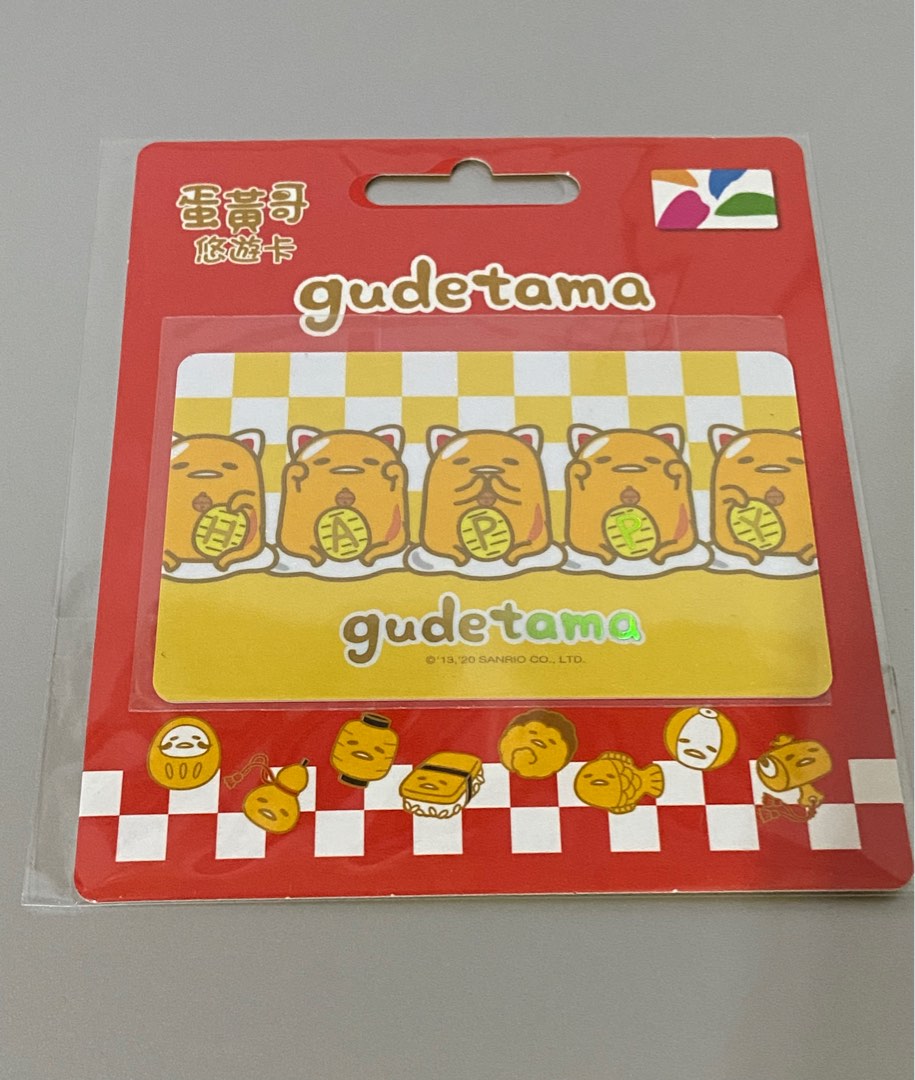 蛋黃哥
悠遊卡
gudetama
H A P P Y
gudetama
©'13,'20 SANRIO CO., LTD.